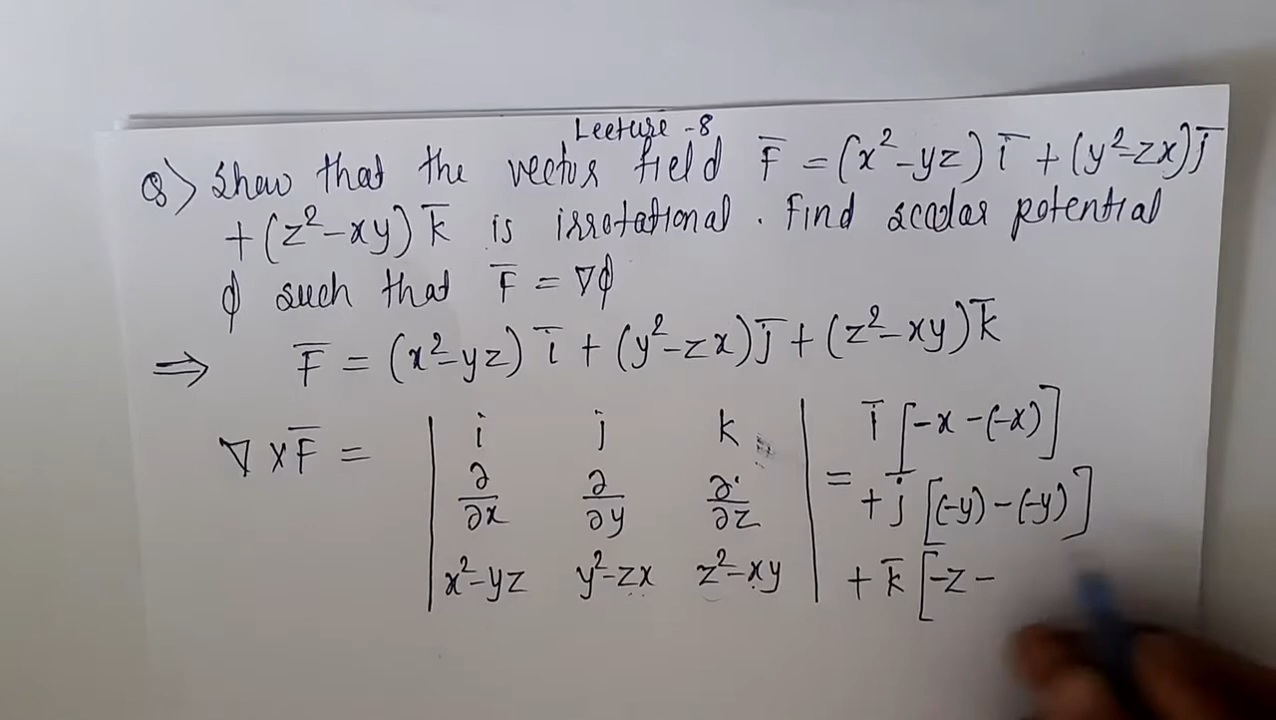 Lecture -8
Q> Show that the vector field F̅ = (x²-yz) i̅ + (y²-zx) j̅
+ (z²-xy) k̅ is irrotational. Find scalar potential
ϕ such that F̅ = ∇ϕ
⇒ F̅ = (x²-yz) i̅ + (y²-zx) j̅ + (z²-xy) k̅
∇ x F̅ = | i j k | = i̅ [-x -(-x)]
| ∂/∂x ∂/∂y ∂/∂z | + j̅ [(-y) - (-y)]
| x²-yz y²-zx z²-xy | + k̅ [-z -